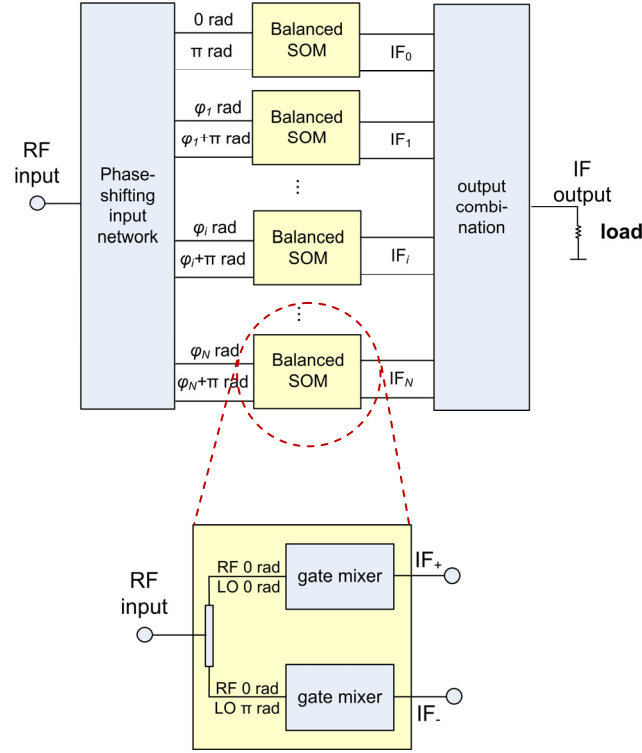 0 rad
π rad
Balanced
SOM
IF₀
φ₁ rad
φ₁+π rad
Balanced
SOM
IF₁
RF
input
Phase-
shifting
input
network
...
φᵢ rad
φᵢ+π rad
Balanced
SOM
IFᵢ
output
combi-
nation
IF
output
load
...
φN rad
φN+π rad
Balanced
SOM
IFN
RF
input
RF 0 rad
LO 0 rad
gate mixer
IF₊
RF 0 rad
LO π rad
gate mixer
IF₋